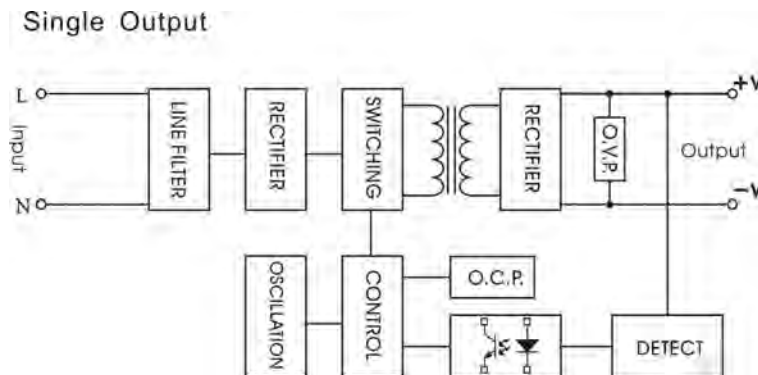 Single Output
L
Input
N
LINE FILTER
RECTIFIER
SWITCHING
RECTIFIER
O.V.P.
+V
Output
-V
OSCILLATION
CONTROL
O.C.P.
DETECT